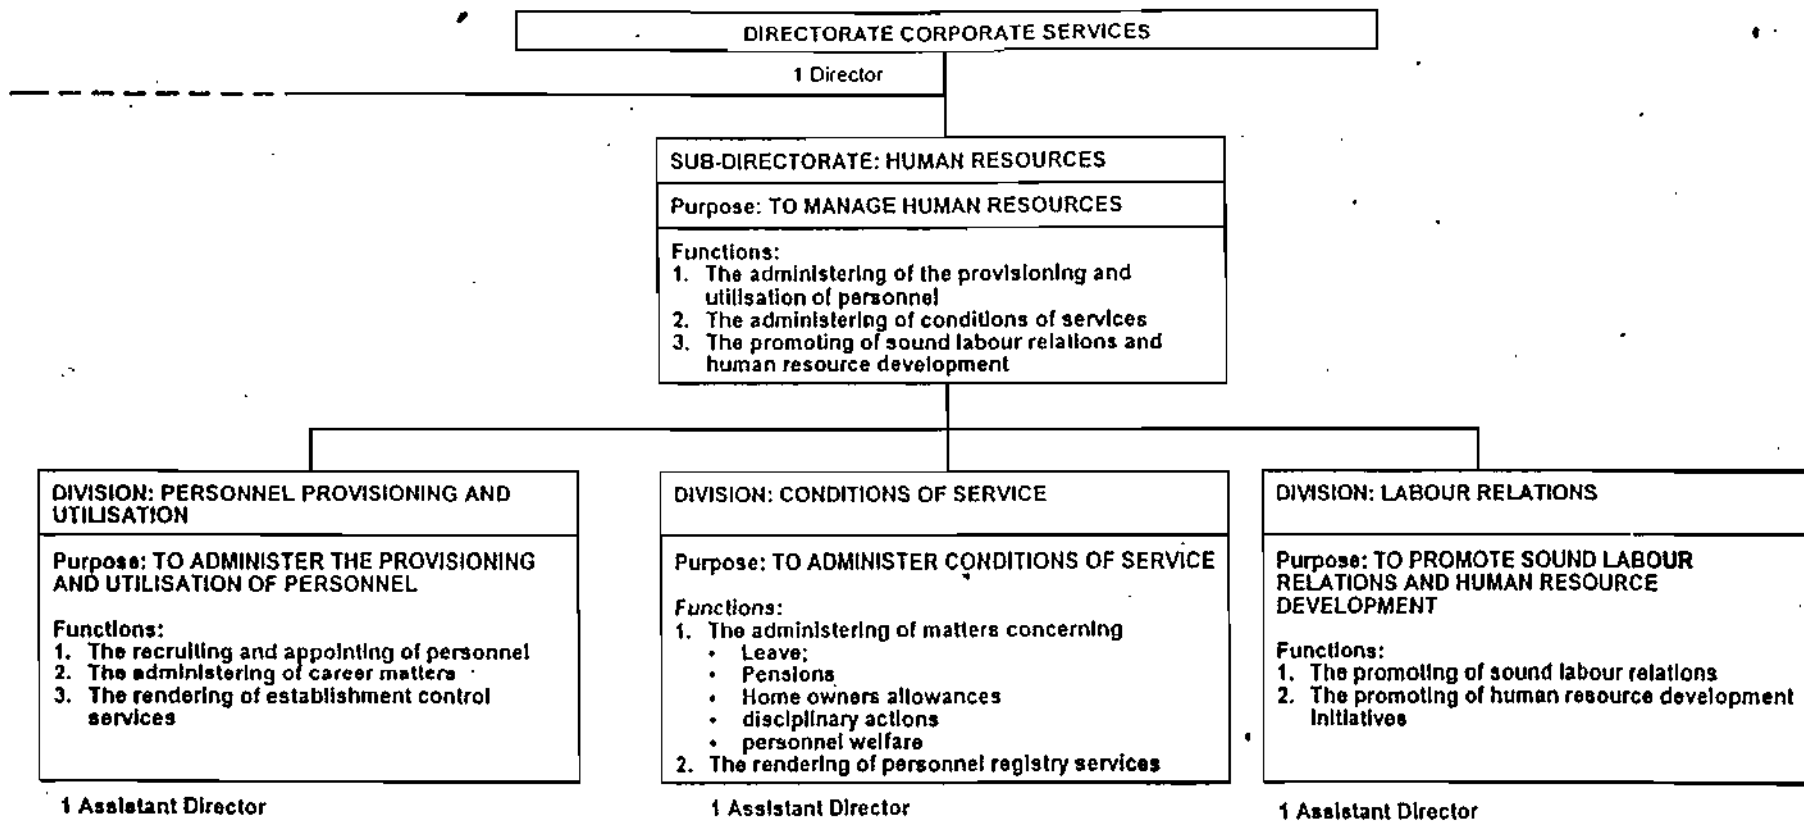 DIRECTORATE CORPORATE SERVICES
1 Director
SUB-DIRECTORATE: HUMAN RESOURCES
Purpose: TO MANAGE HUMAN RESOURCES
Functions:
1. The administering of the provisioning and
utilisation of personnel
2. The administering of conditions of services
3. The promoting of sound labour relations and
human resource development
DIVISION: PERSONNEL PROVISIONING AND
UTILISATION
Purpose: TO ADMINISTER THE PROVISIONING
AND UTILISATION OF PERSONNEL
Functions:
1. The recruiting and appointing of personnel
2. The administering of career matters
3. The rendering of establishment control
services
1 Assistant Director
DIVISION: CONDITIONS OF SERVICE
Purpose: TO ADMINISTER CONDITIONS OF SERVICE
Functions:
1. The administering of matters concerning
• Leave;
• Pensions
• Home owners allowances
• disciplinary actions
• personnel welfare
2. The rendering of personnel registry services
1 Assistant Director
DIVISION: LABOUR RELATIONS
Purpose: TO PROMOTE SOUND LABOUR
RELATIONS AND HUMAN RESOURCE
DEVELOPMENT
Functions:
1. The promoting of sound labour relations
2. The promoting of human resource development
Initiatives
1 Assistant Director